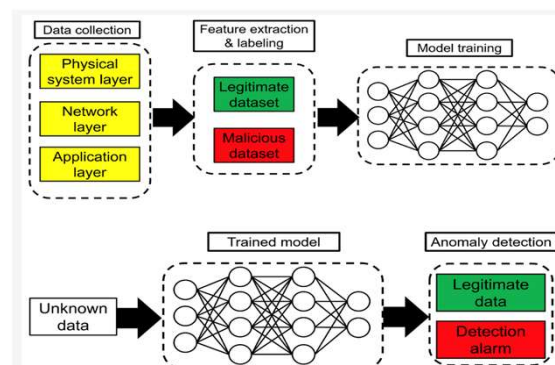 Data collection
Feature extraction
& labeling
Model training
Physical
system layer
Network
layer
Application
layer
Legitimate
dataset
Malicious
dataset
Trained model
Anomaly detection
Unknown
data
Legitimate
data
Detection
alarm